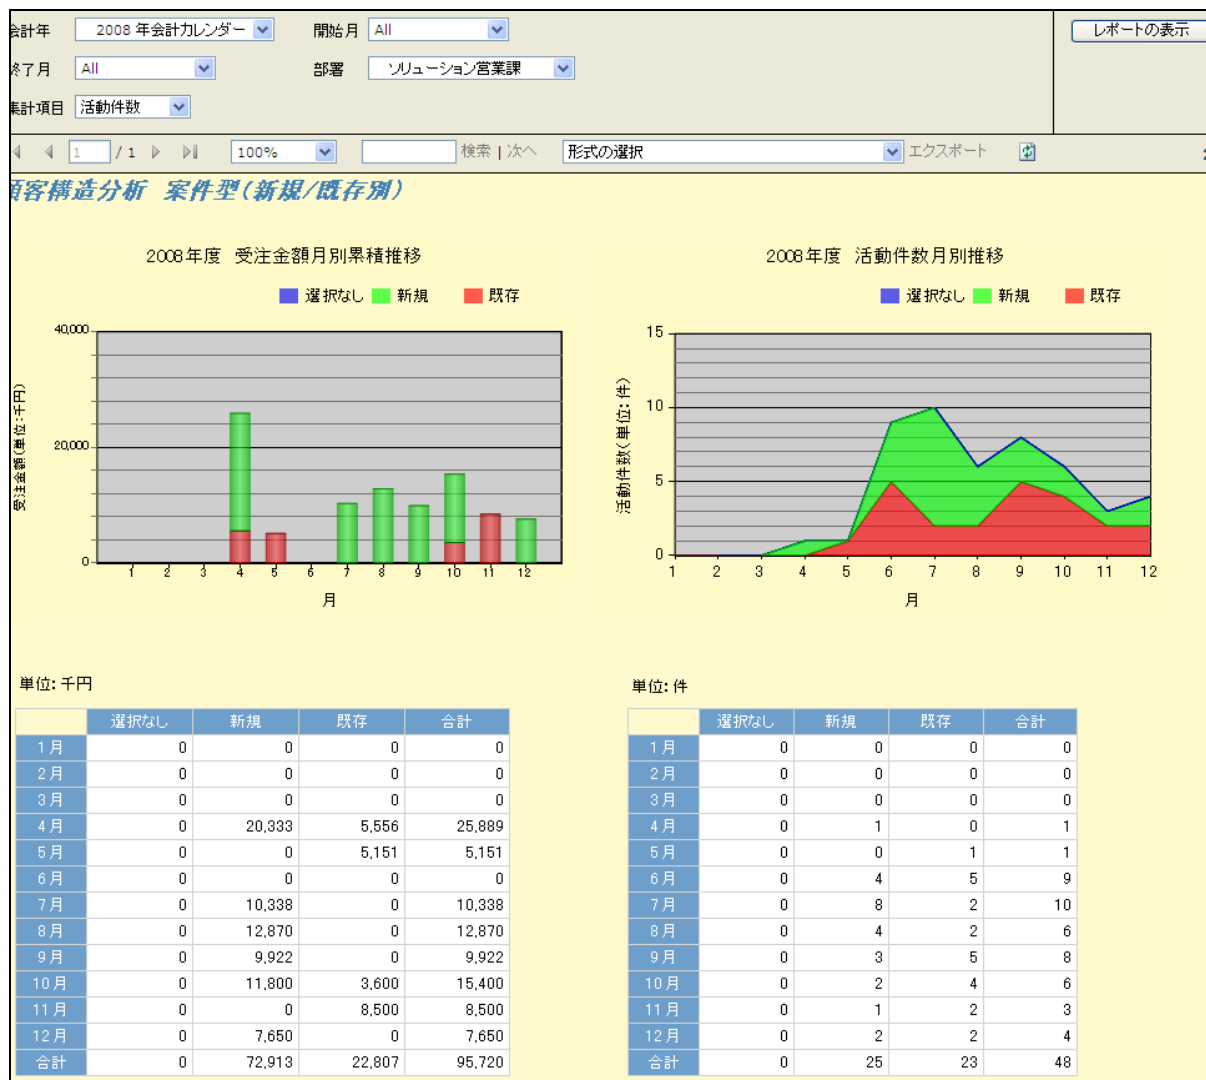 会計年 2008 年会計カレンダー 開始月 All レポートの表示
終了月 All 部署 ソリューション営業課
集計項目 活動件数
1 / 1 100% 検索 | 次へ 形式の選択 エクスポート
顧客構造分析 案件型(新規/既存別)
2008年度 受注金額月別累積推移
選択なし 新規 既存
40,000
20,000
0
受注金額(単位:千円)
1 2 3 4 5 6 7 8 9 10 11 12
月
2008年度 活動件数月別推移
選択なし 新規 既存
15
10
5
0
活動件数(単位:件)
1 2 3 4 5 6 7 8 9 10 11 12
月
単位:千円
選択なし 新規 既存 合計
1月 0 0 0 0
2月 0 0 0 0
3月 0 0 0 0
4月 0 20,333 5,556 25,889
5月 0 0 5,151 5,151
6月 0 0 0 0
7月 0 10,338 0 10,338
8月 0 12,870 0 12,870
9月 0 9,922 0 9,922
10月 0 11,800 3,600 15,400
11月 0 0 8,500 8,500
12月 0 7,650 0 7,650
合計 0 72,913 22,807 95,720
単位:件
選択なし 新規 既存 合計
1月 0 0 0 0
2月 0 0 0 0
3月 0 0 0 0
4月 0 1 0 1
5月 0 0 1 1
6月 0 4 5 9
7月 0 8 2 10
8月 0 4 2 6
9月 0 3 5 8
10月 0 2 4 6
11月 0 1 2 3
12月 0 2 2 4
合計 0 25 23 48